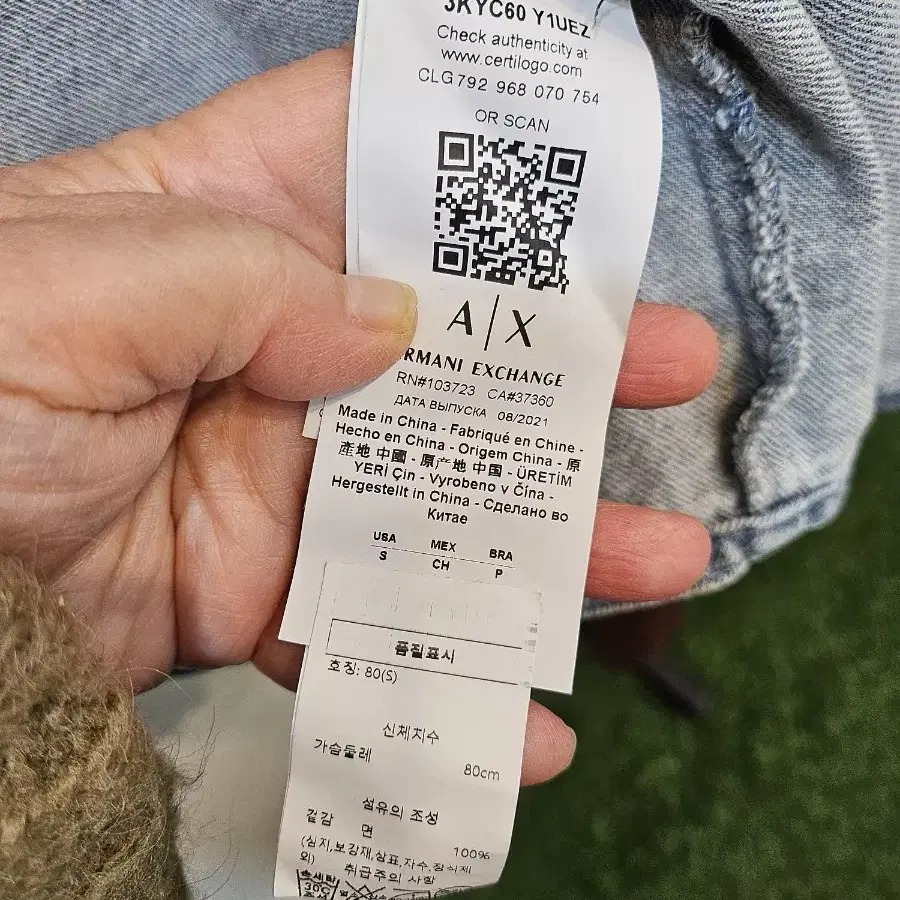 3KYC60 Y1UEZ
Check authenticity at
www.certilogo.com
CLG792 968 070 754
OR SCAN
A|X
RMANI EXCHANGE
RN#103723 CA#37360
ДАТА ВЫПУСКА 08/2021
Made in China - Fabriqué en Chine -
Hecho en China - Origem China - 原
產地 中國 - 原产地 中国 - ÜRETİM
YERİ Çin - Vyrobeno v Čína -
Hergestellt in China - Сделано во
Китае
USA MEX BRA
S CH P
품질표시
호칭: 80(S)
신체치수
가슴둘레 80cm
섬유의 조성
겉감 면 100%
(심지,보강재,상표,자수,장식제
외)
취급주의 사항
손세탁
30C